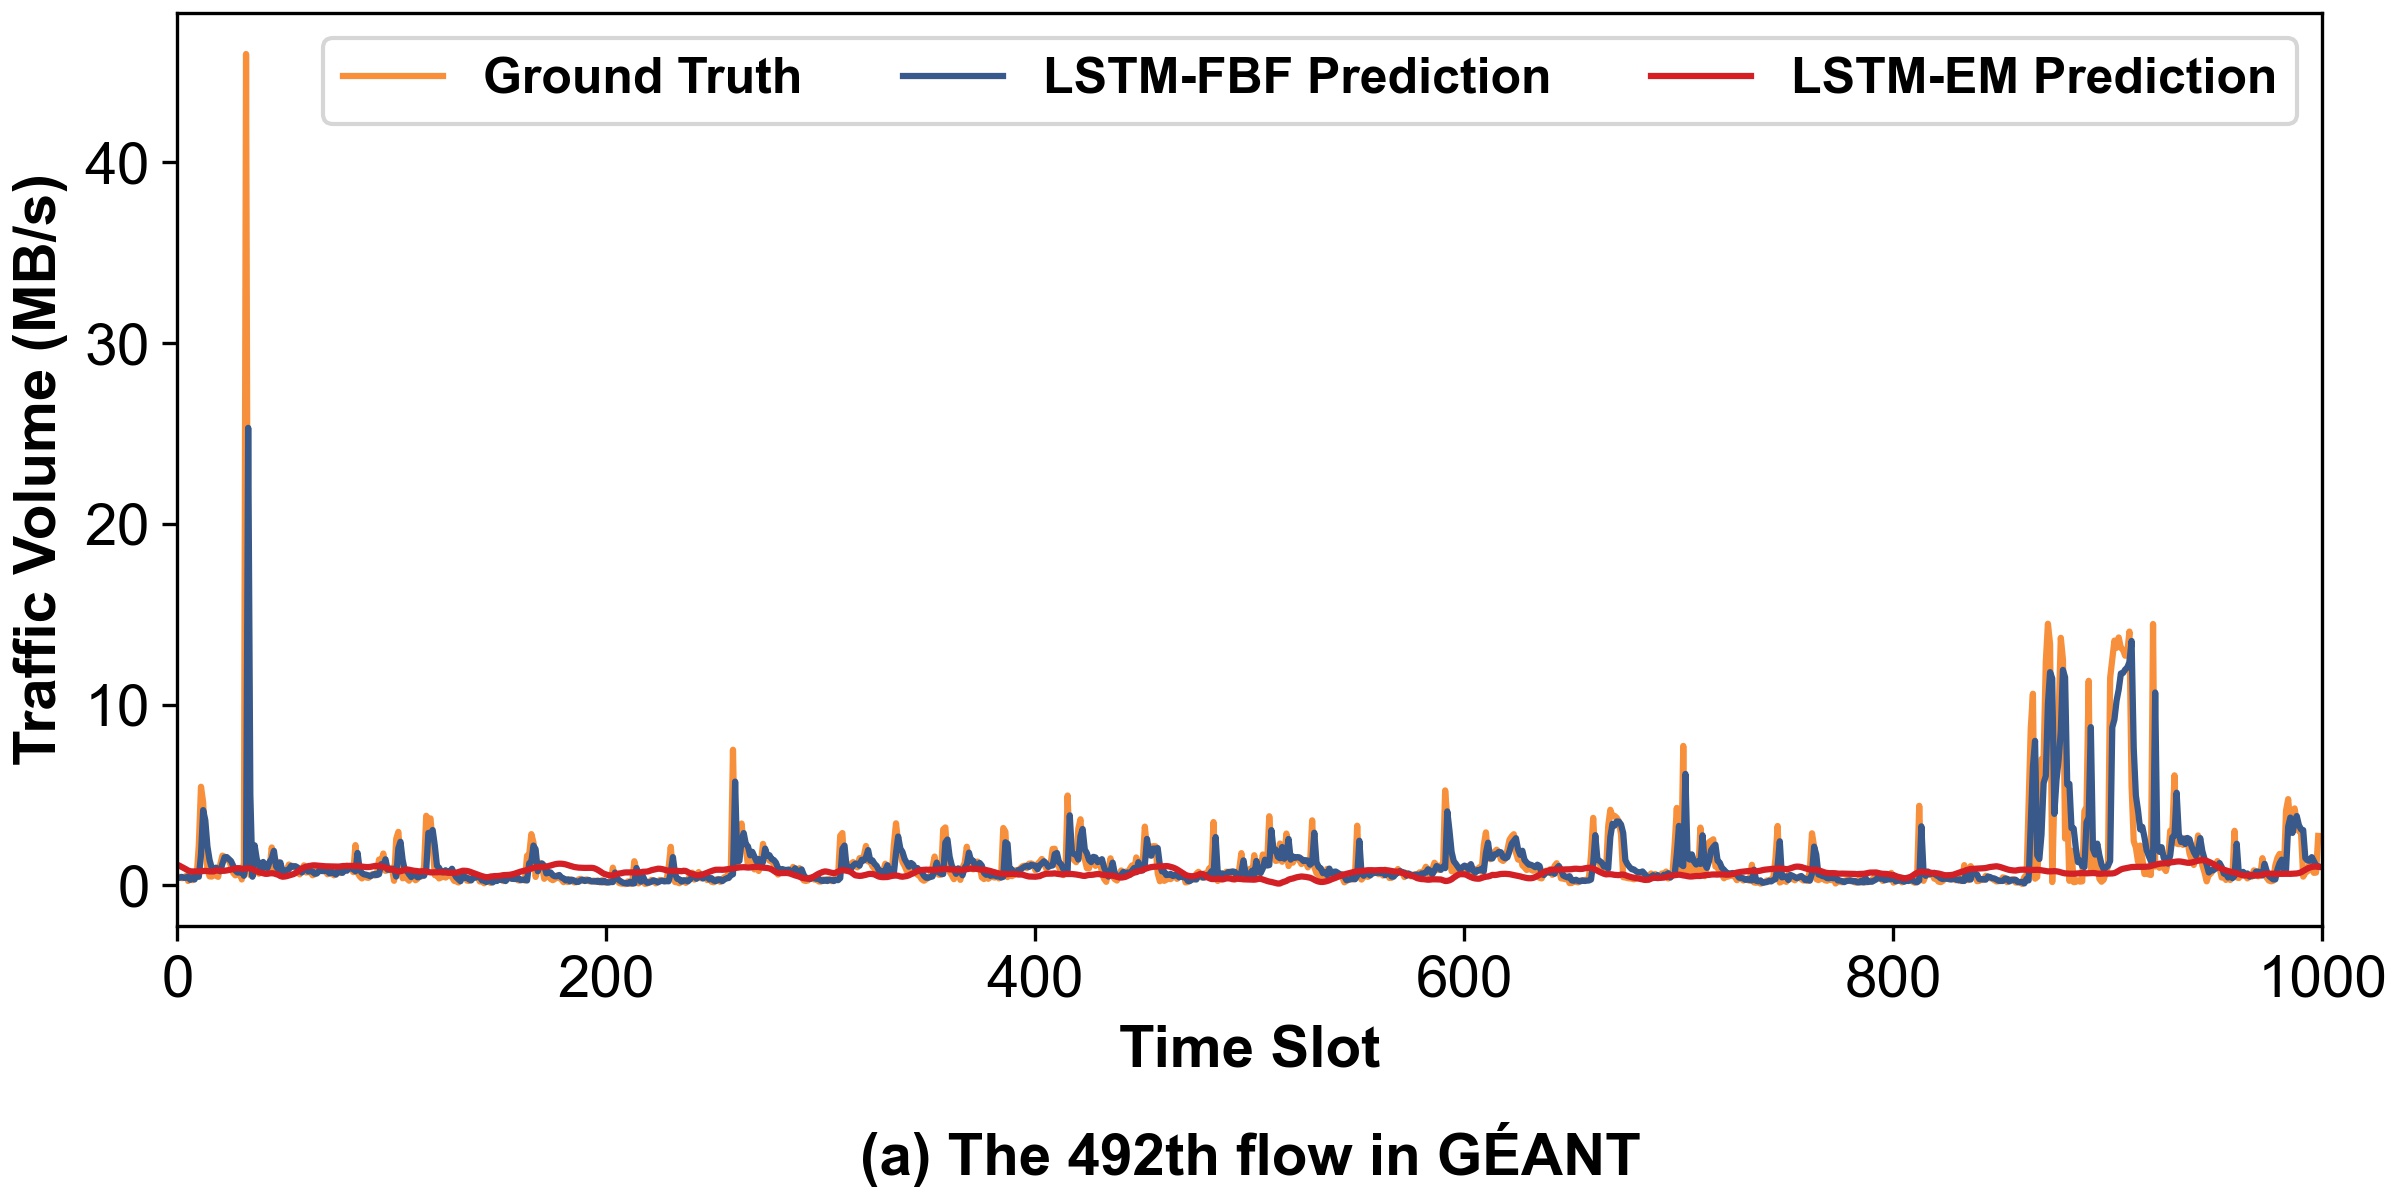 Ground Truth
LSTM-FBF Prediction
LSTM-EM Prediction
Traffic Volume (MB/s)
40
30
20
10
0
0
200
400
600
800
1000
Time Slot
(a) The 492th flow in GÉANT